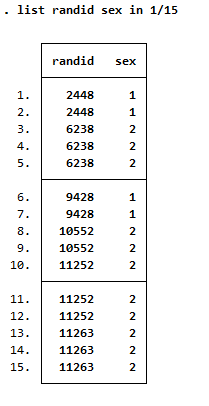 . list randid sex in 1/15
randid sex
1. 2448 1
2. 2448 1
3. 6238 2
4. 6238 2
5. 6238 2
6. 9428 1
7. 9428 1
8. 10552 2
9. 10552 2
10. 11252 2
11. 11252 2
12. 11252 2
13. 11263 2
14. 11263 2
15. 11263 2